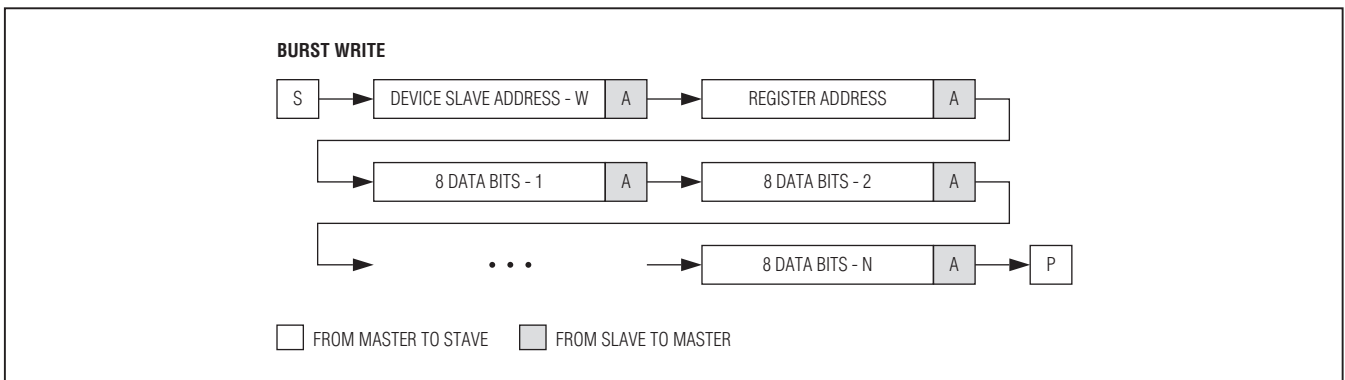 BURST WRITE
S DEVICE SLAVE ADDRESS - W A REGISTER ADDRESS A
8 DATA BITS - 1 A 8 DATA BITS - 2 A
• • • 8 DATA BITS - N A P
FROM MASTER TO STAVE FROM SLAVE TO MASTER